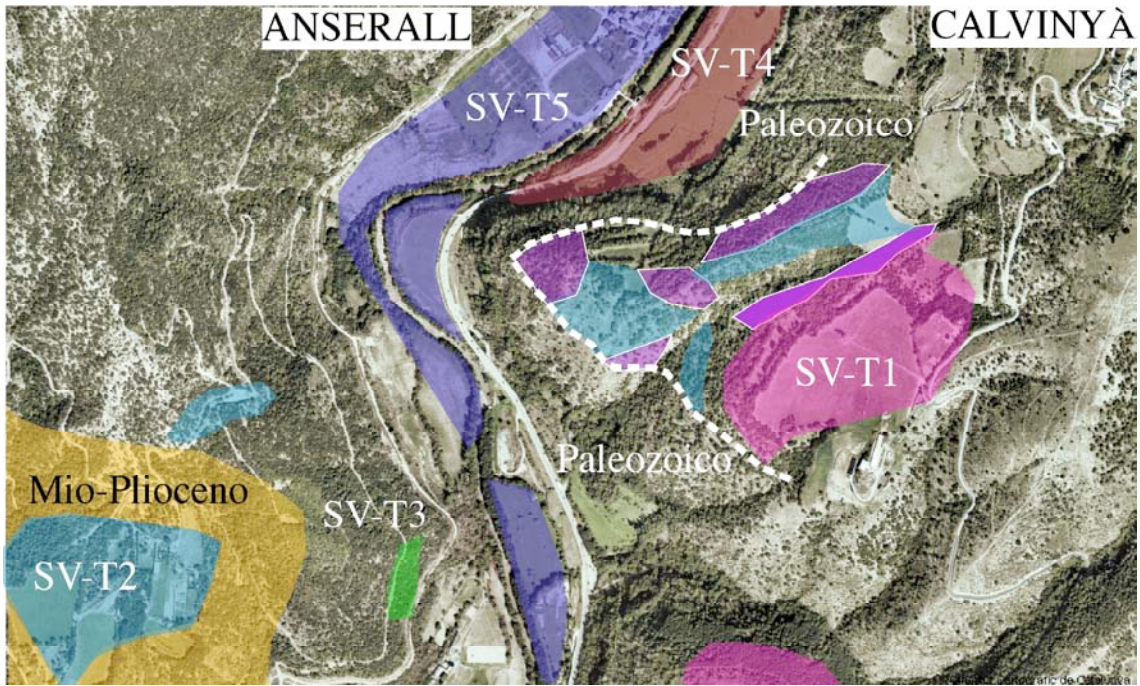 ANSERALL
CALVINYÀ
SV-T4
SV-T5
Paleozoico
SV-T1
Paleozoico
Mio-Plioceno
SV-T3
SV-T2